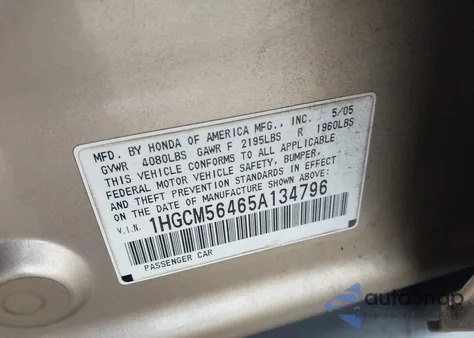 MFD. BY HONDA OF AMERICA MFG., INC. 5/05
GVWR 4080LBS GAWR F 2195LBS R 1960LBS
THIS VEHICLE CONFORMS TO ALL APPLICABLE
FEDERAL MOTOR VEHICLE SAFETY, BUMPER,
AND THEFT PREVENTION STANDARDS IN EFFECT
ON THE DATE OF MANUFACTURE SHOWN ABOVE.
V.I.N. 1HGCM56465A134796
PASSENGER CAR
autoSnap